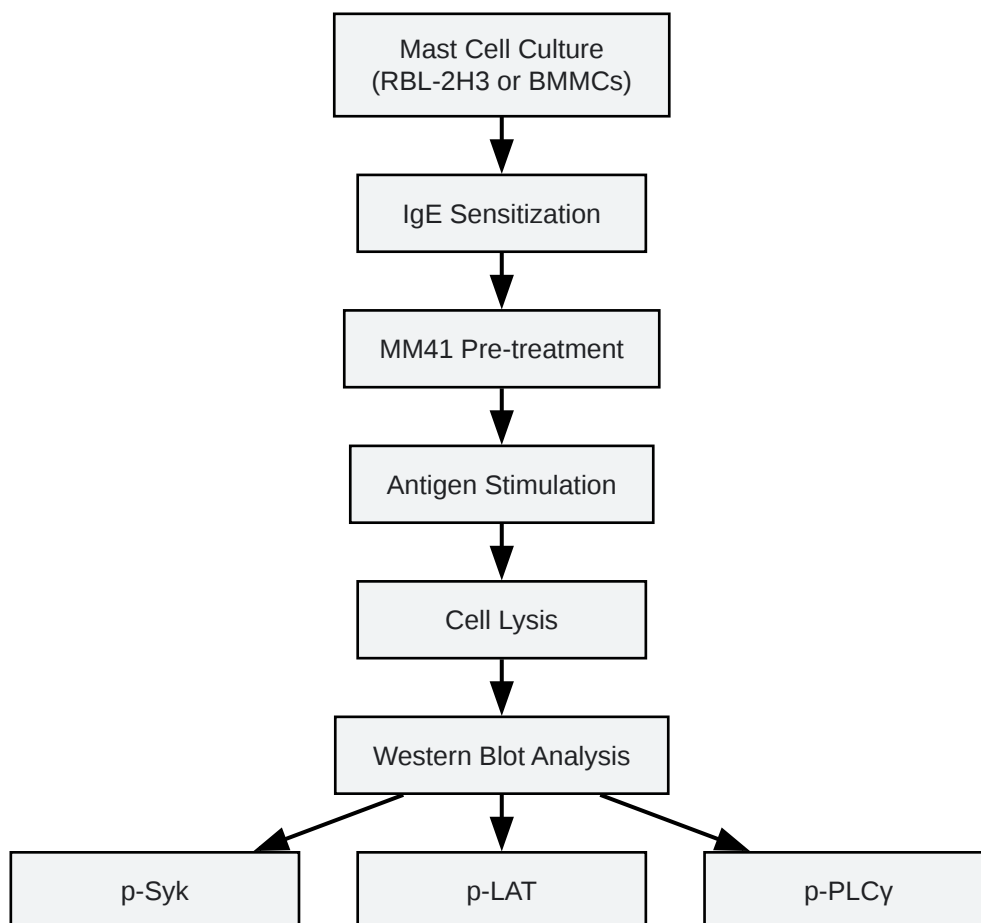 Mast Cell Culture
(RBL-2H3 or BMMCs)
IgE Sensitization
MM41 Pre-treatment
Antigen Stimulation
Cell Lysis
Western Blot Analysis
p-Syk
p-LAT
p-PLCγ